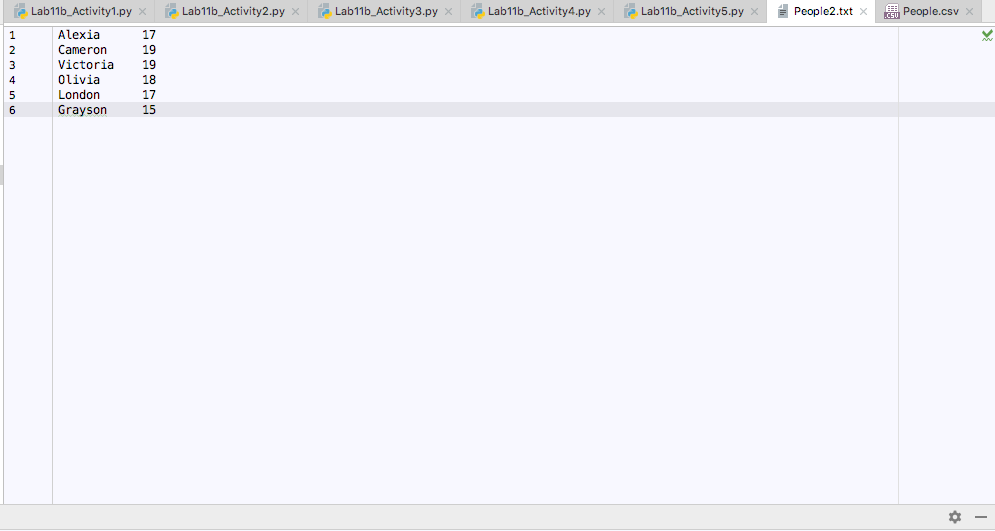 Lab11b_Activity1.py Lab11b_Activity2.py Lab11b_Activity3.py Lab11b_Activity4.py Lab11b_Activity5.py People2.txt People.csv
1 Alexia 17
2 Cameron 19
3 Victoria 19
4 Olivia 18
5 London 17
6 Grayson 15